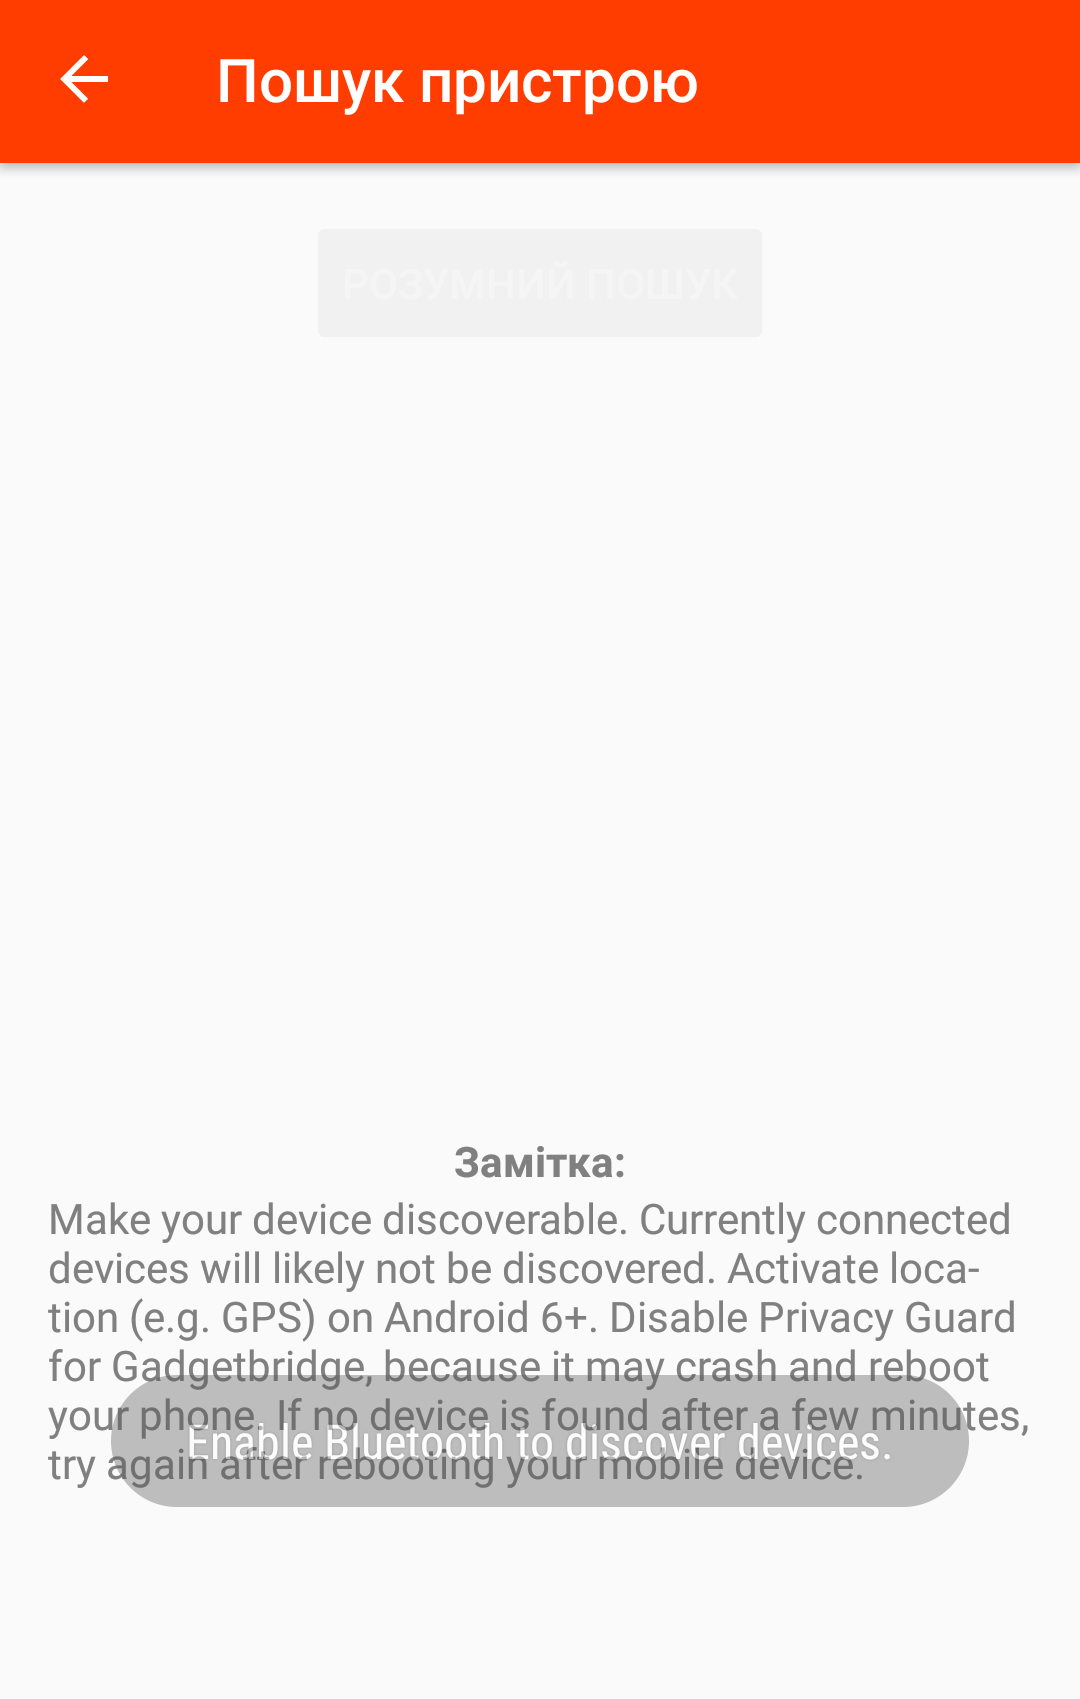 Пошук пристрою
РОЗУМНИЙ ПОШУК
Замітка:
Make your device discoverable. Currently connected
devices will likely not be discovered. Activate loca-
tion (e.g. GPS) on Android 6+. Disable Privacy Guard
for Gadgetbridge, because it may crash and reboot
your phone. If no device is found after a few minutes,
Enable Bluetooth to discover devices.
try again after rebooting your mobile device.